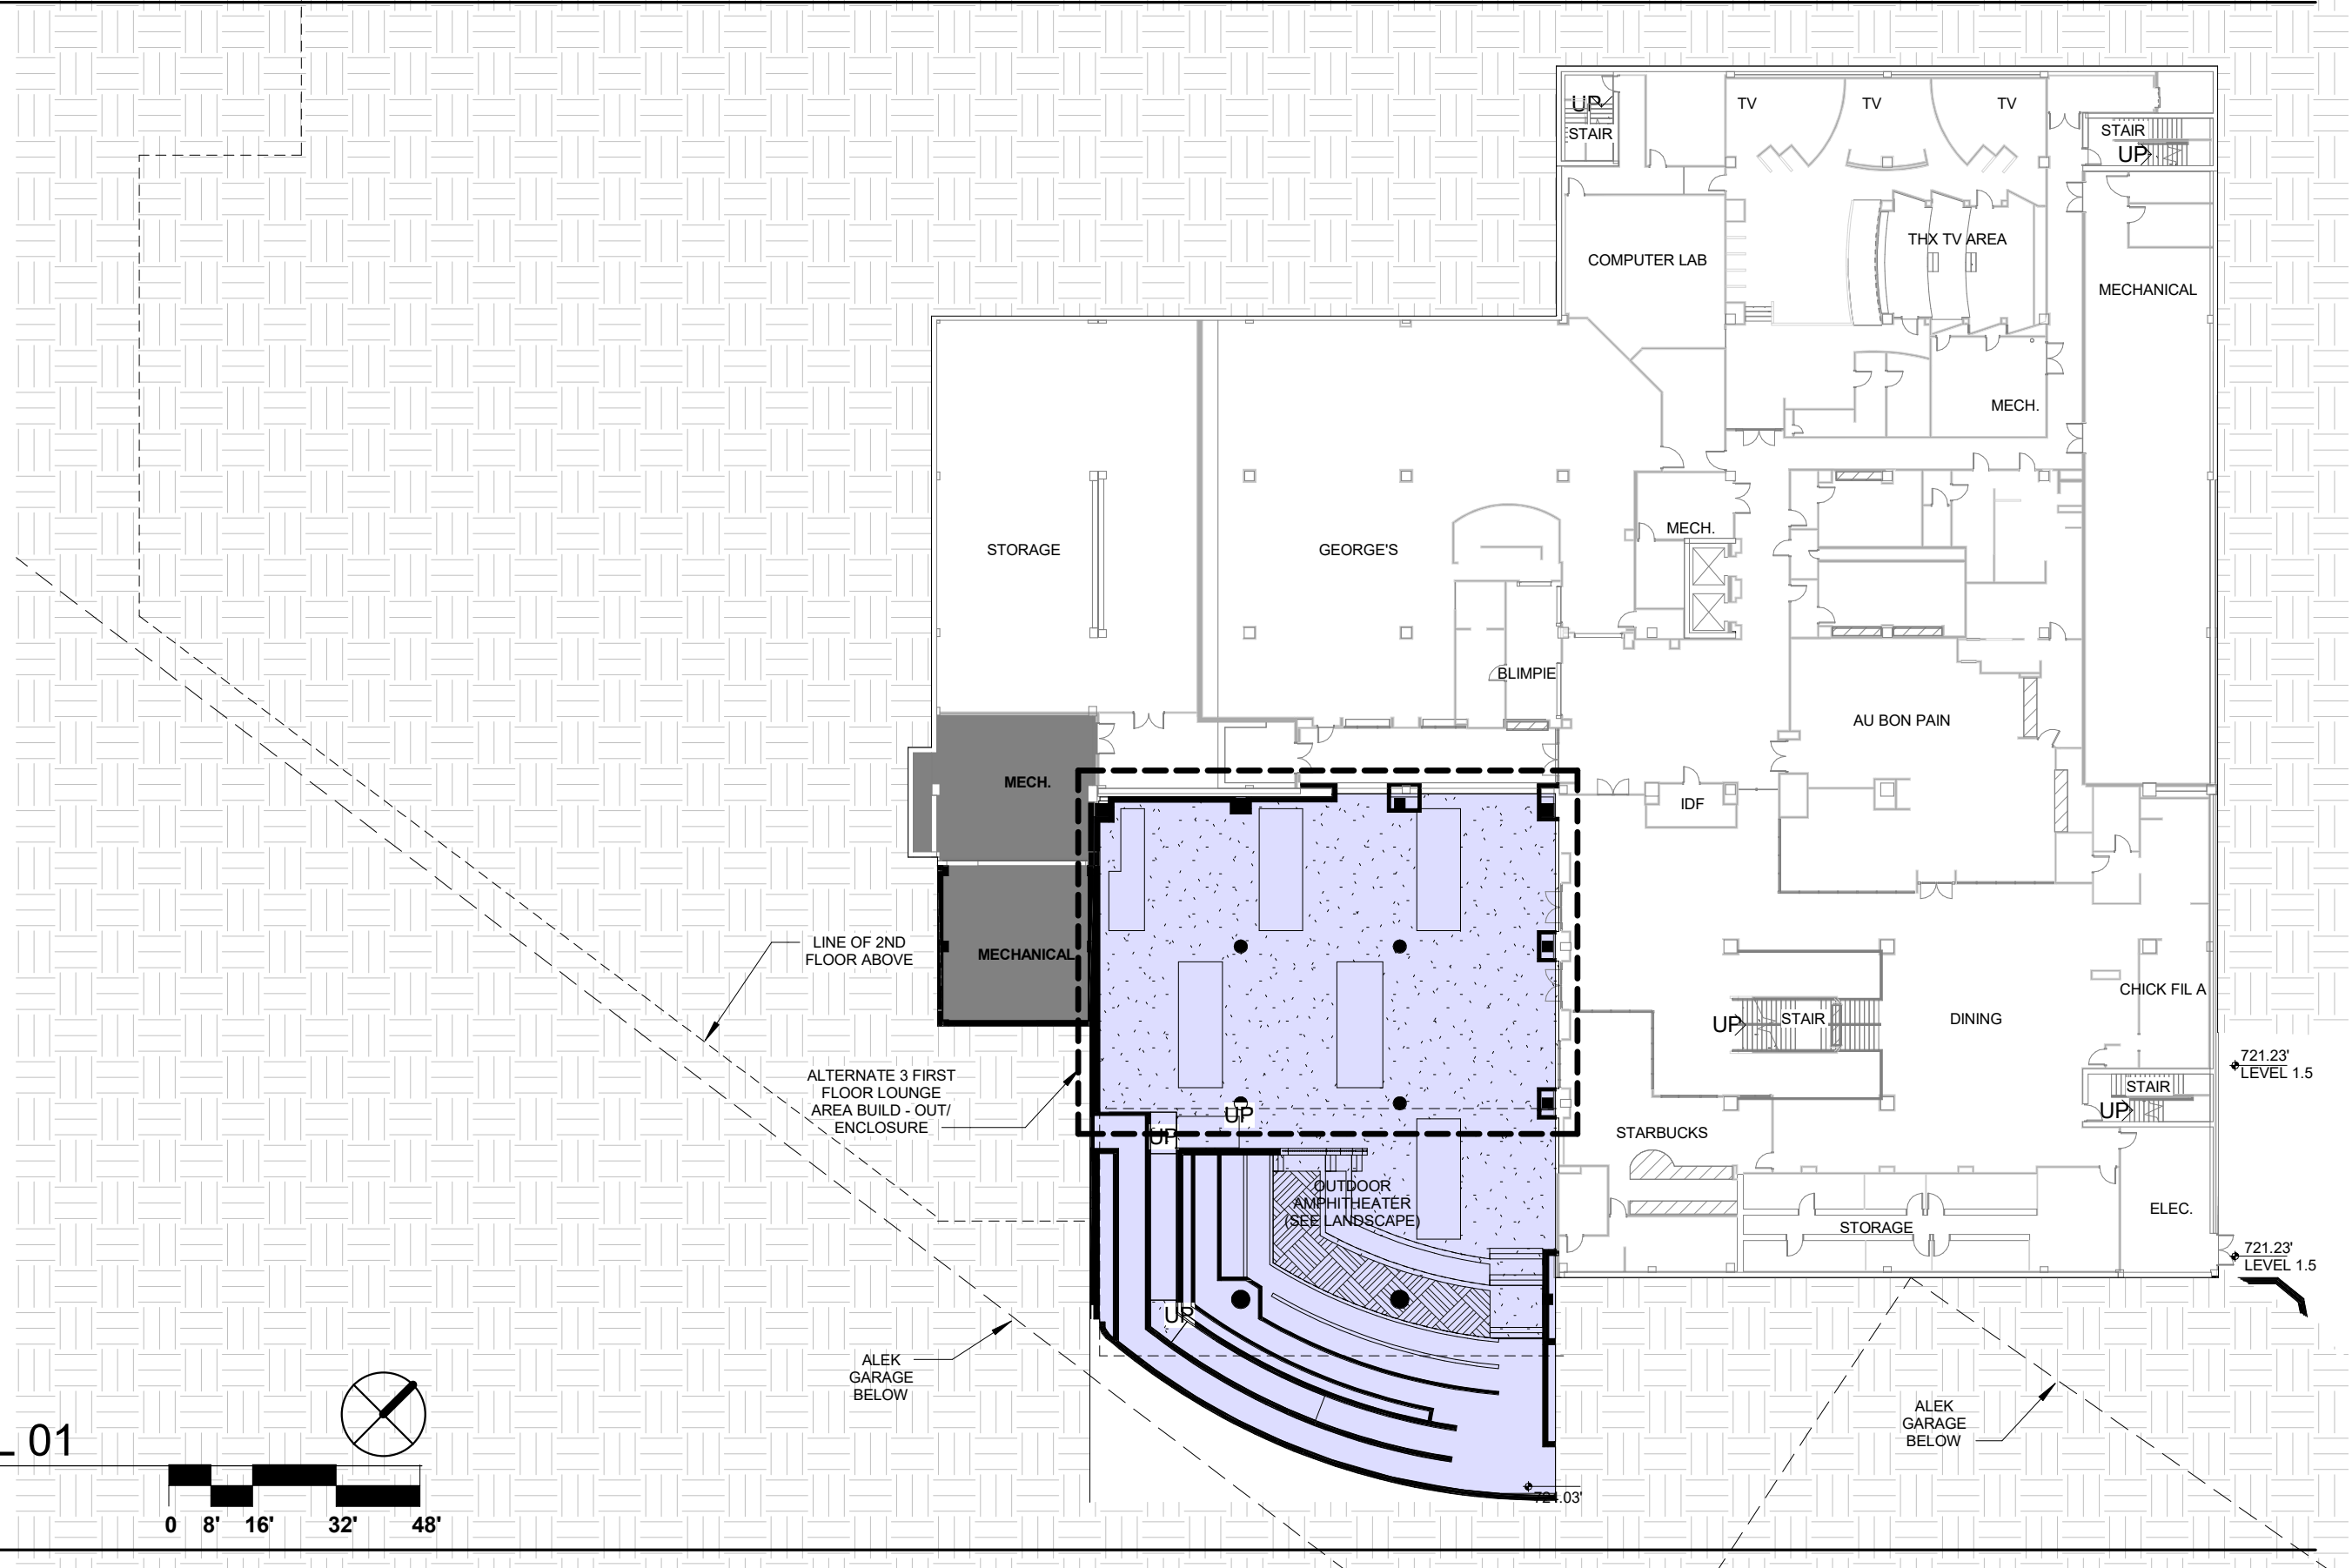 TV
TV
TV
UP
STAIR
STAIR
UP
THX TV AREA
COMPUTER LAB
MECHANICAL
MECH.
MECH.
STORAGE
GEORGE'S
BLIMPIE
AU BON PAIN
MECH.
IDF
LINE OF 2ND
FLOOR ABOVE
MECHANICAL
CHICK FIL A
UP
STAIR
DINING
721.23'
LEVEL 1.5
ALTERNATE 3 FIRST
FLOOR LOUNGE
AREA BUILD - OUT/
ENCLOSURE
STAIR
UP
UP
UP
STARBUCKS
OUTDOOR
AMPHITHEATER
(SEE LANDSCAPE)
ELEC.
STORAGE
721.23'
LEVEL 1.5
UP
ALEK
GARAGE
BELOW
ALEK
GARAGE
BELOW
01
721.03'
0 8' 16' 32' 48'